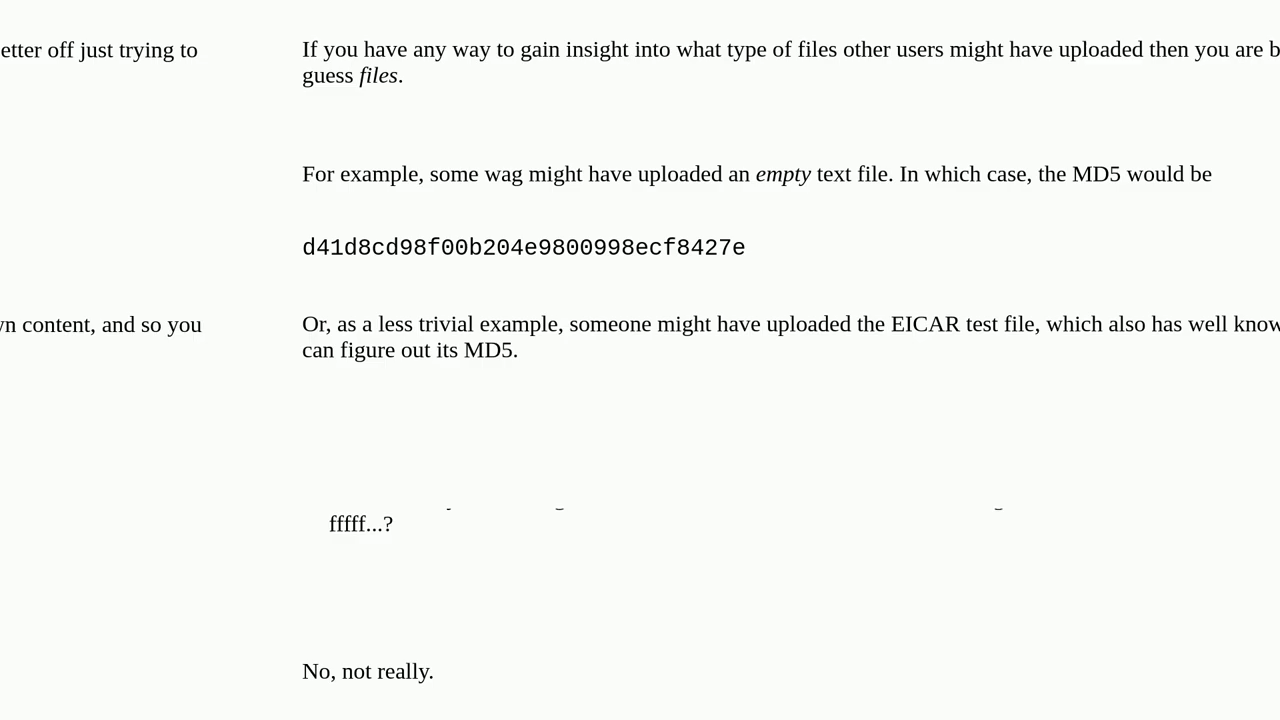 etter off just trying to
If you have any way to gain insight into what type of files other users might have uploaded then you are b
guess files.
For example, some wag might have uploaded an empty text file. In which case, the MD5 would be
d41d8cd98f00b204e9800998ecf8427e
wn content, and so you
Or, as a less trivial example, someone might have uploaded the EICAR test file, which also has well know
can figure out its MD5.
fffff...?
No, not really.